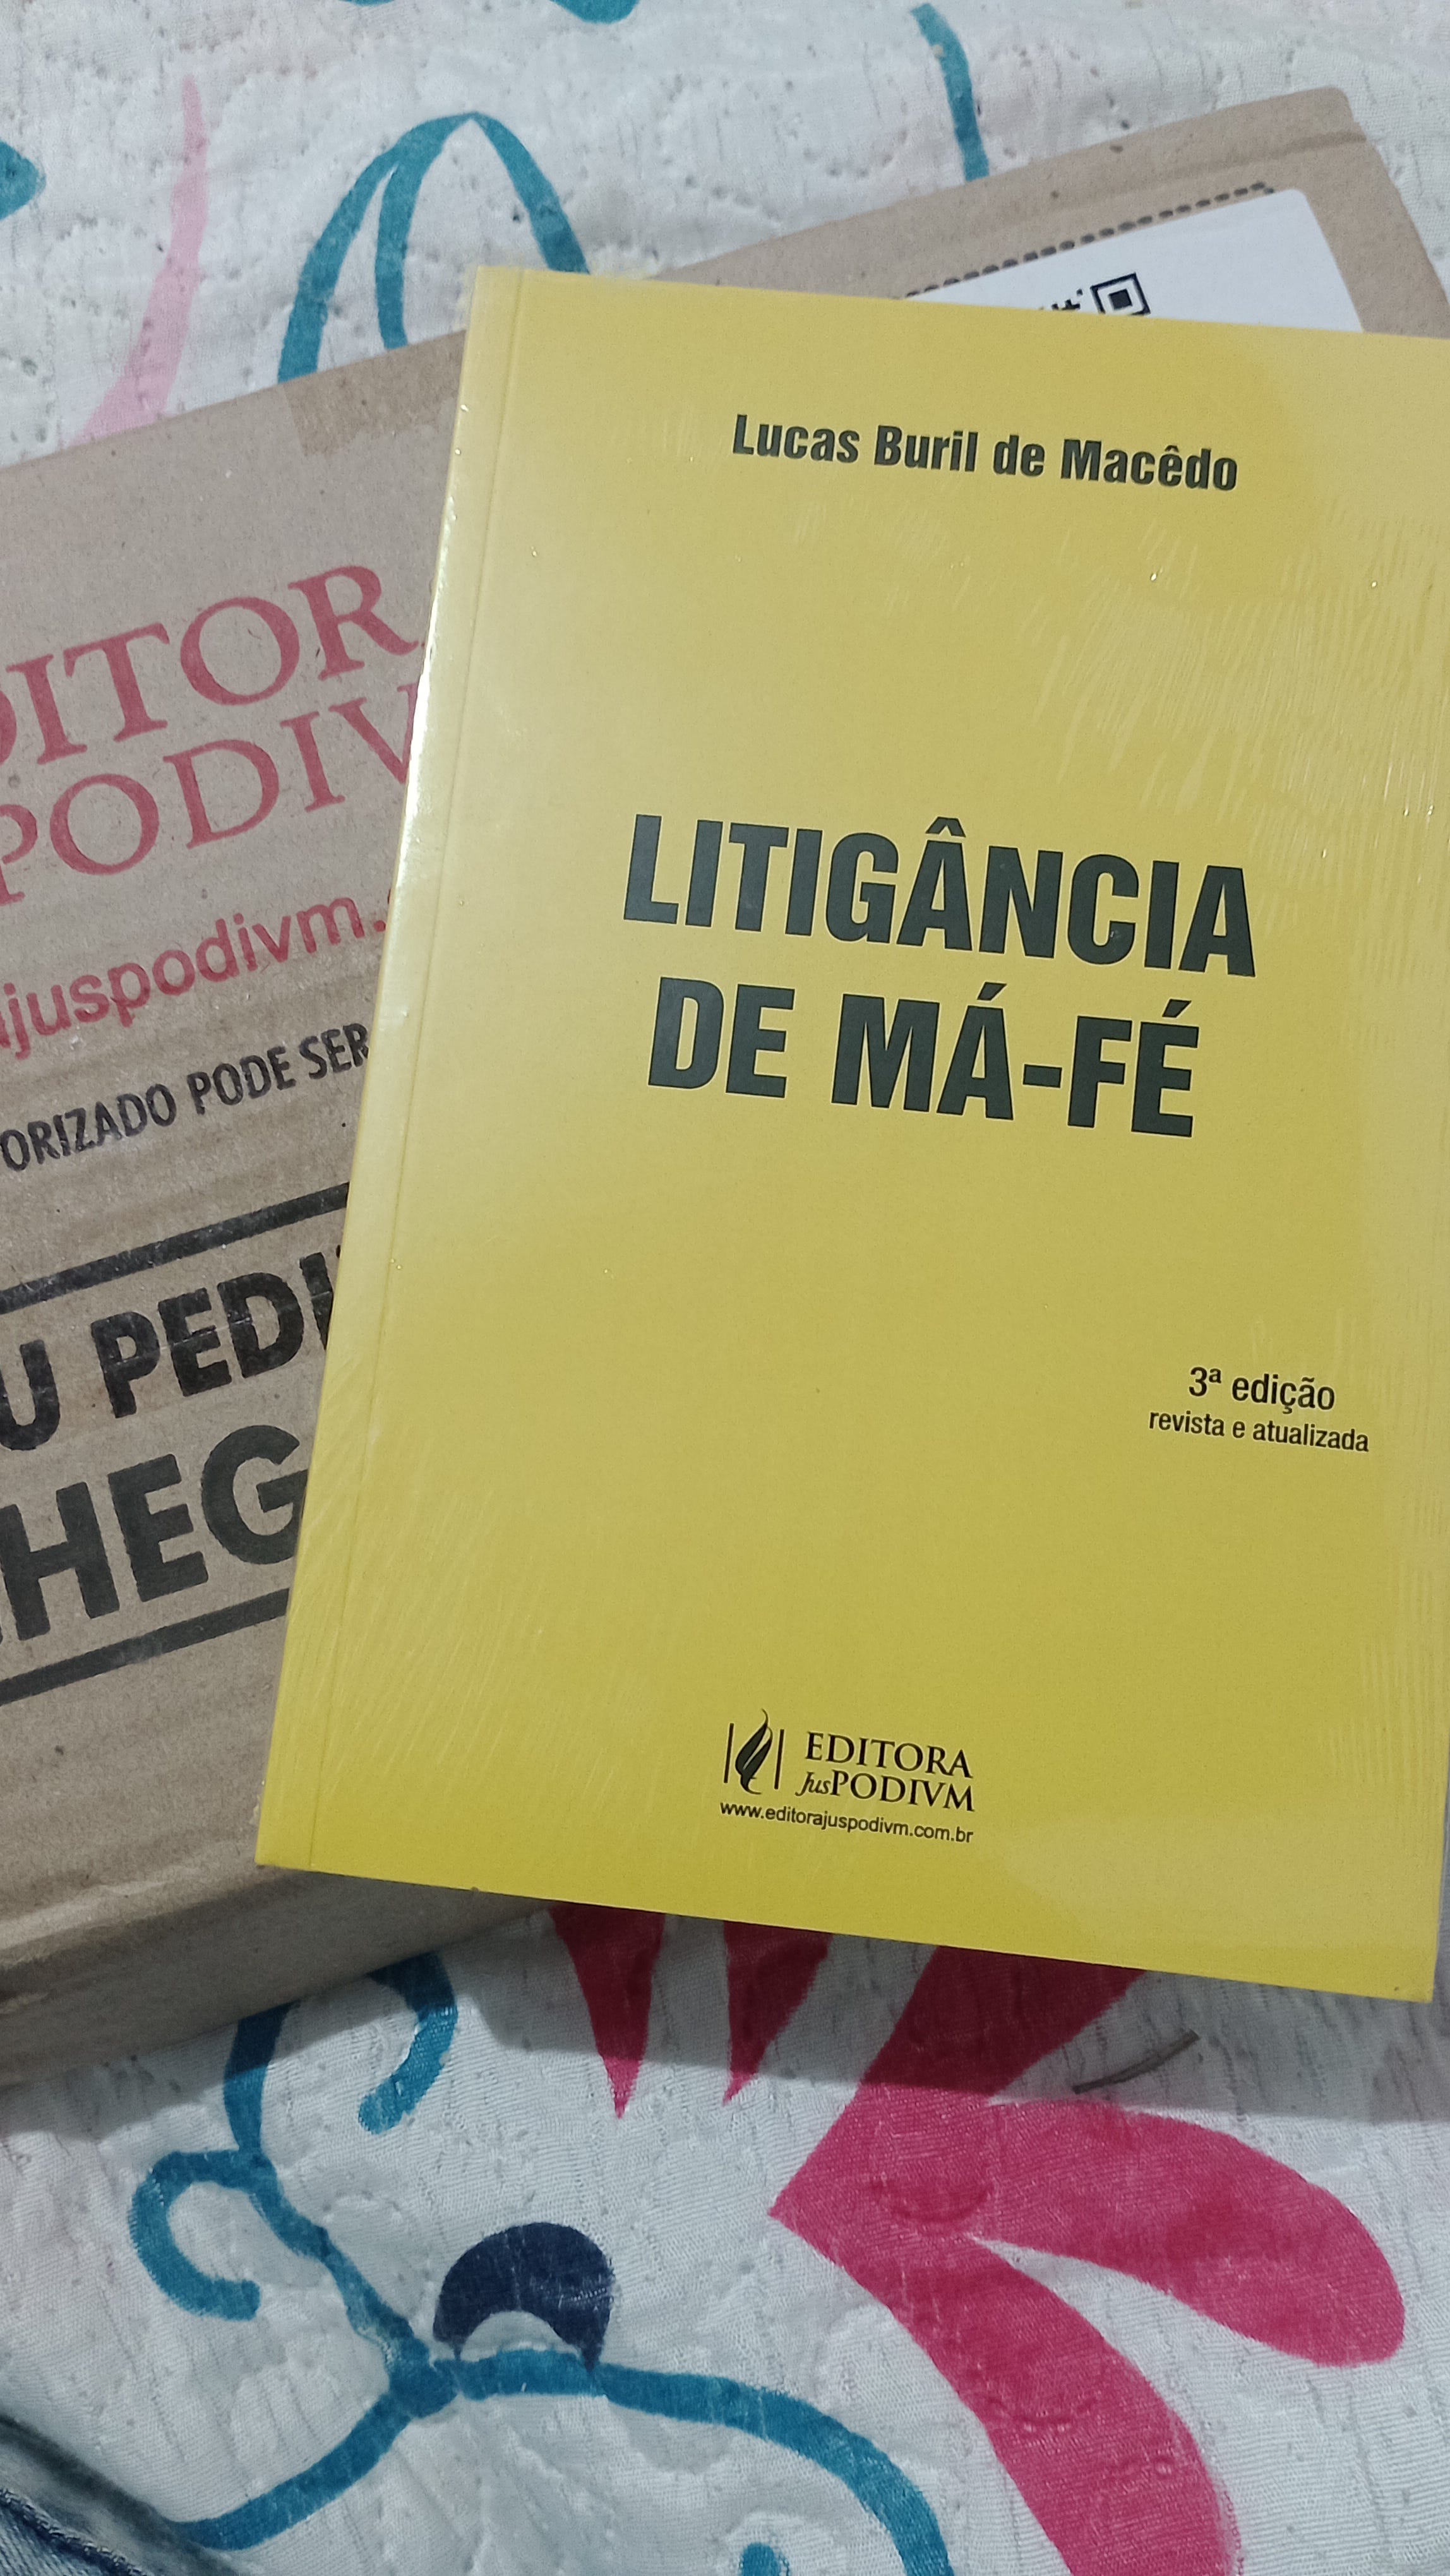 Lucas Buril de Macêdo
LITIGÂNCIA
DE MÁ-FÉ
3ª edição
revista e atualizada
EDITORA
JusPODIVM
www.editorajuspodivm.com.br
DITOR
PODIV
ajuspodivm.
ORIZADO PODE SER
U PEDI
HEG